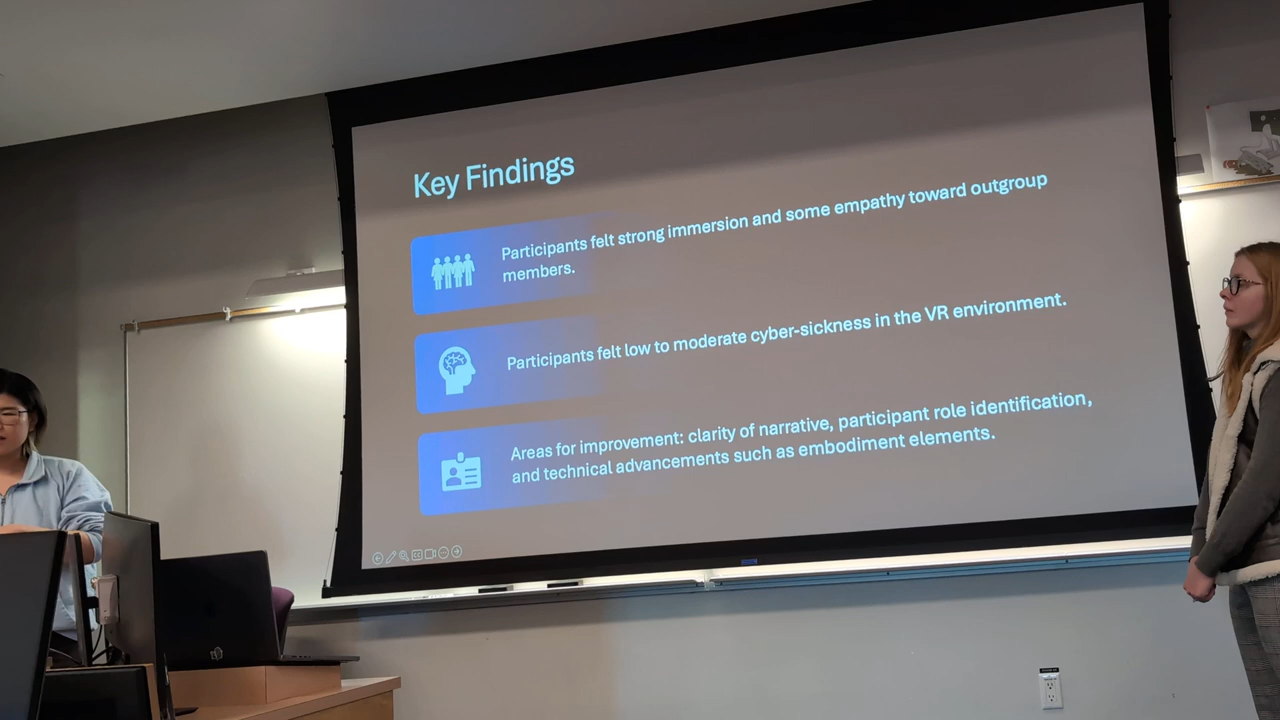 Key Findings
Participants felt strong immersion and some empathy toward outgroup
members.
Participants felt low to moderate cyber-sickness in the VR environment.
Areas for improvement: clarity of narrative, participant role identification,
and technical advancements such as embodiment elements.